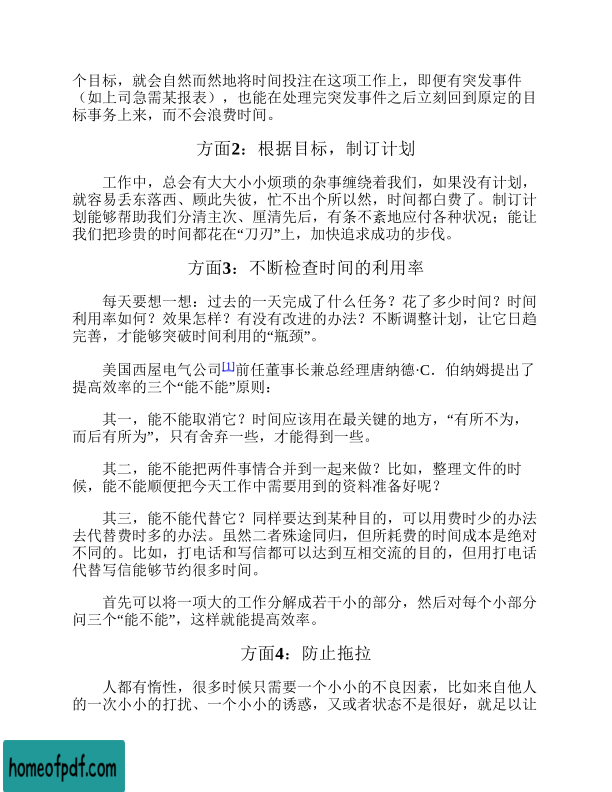 个目标，就会自然而然地将时间投注在这项工作上，即便有突发事件
（如上司急需某报表），也能在处理完突发事件之后立刻回到原定的目
标事务上来，而不会浪费时间。
方面2：根据目标，制订计划
工作中，总会有大大小小烦琐的杂事缠绕着我们，如果没有计划，
就容易丢东落西、顾此失彼，忙不出个所以然，时间都白费了。制订计
划能够帮助我们分清主次、厘清先后，有条不紊地应付各种状况；能让
我们把珍贵的时间都花在“刀刃”上，加快追求成功的步伐。
方面3：不断检查时间的利用率
每天要想一想：过去的一天完成了什么任务？花了多少时间？时间
利用率如何？效果怎样？有没有改进的办法？不断调整计划，让它日趋
完善，才能够突破时间利用的“瓶颈”。
美国西屋电气公司[1]前任董事长兼总经理唐纳德·C．伯纳姆提出了
提高效率的三个“能不能”原则：
其一，能不能取消它？时间应该用在最关键的地方，“有所不为，
而后有所为”，只有舍弃一些，才能得到一些。
其二，能不能把两件事情合并到一起来做？比如，整理文件的时
候，能不能顺便把今天工作中需要用到的资料准备好呢？
其三，能不能代替它？同样要达到某种目的，可以用费时少的办法
去代替费时多的办法。虽然二者殊途同归，但所耗费的时间成本是绝对
不同的。比如，打电话和写信都可以达到互相交流的目的，但用打电话
代替写信能够节约很多时间。
首先可以将一项大的工作分解成若干小的部分，然后对每个小部分
问三个“能不能”，这样就能提高效率。
方面4：防止拖拉
人都有惰性，很多时候只需要一个小小的不良因素，比如来自他人
的一次小小的打扰、一个小小的诱惑，又或者状态不是很好，就足以让
homeofpdf.com